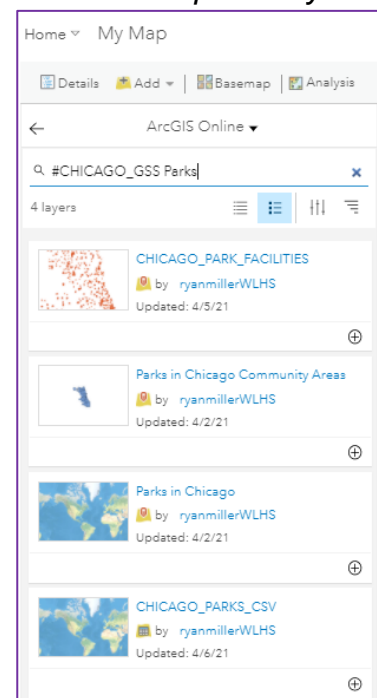 Home My Map
Details Add Basemap Analysis
ArcGIS Online
#CHICAGO_GSS Parks
4 layers
CHICAGO_PARK_FACILITIES
by ryanmillerWLHS
Updated: 4/5/21
Parks in Chicago Community Areas
by ryanmillerWLHS
Updated: 4/2/21
Parks in Chicago
by ryanmillerWLHS
Updated: 4/2/21
CHICAGO_PARKS_CSV
by ryanmillerWLHS
Updated: 4/6/21